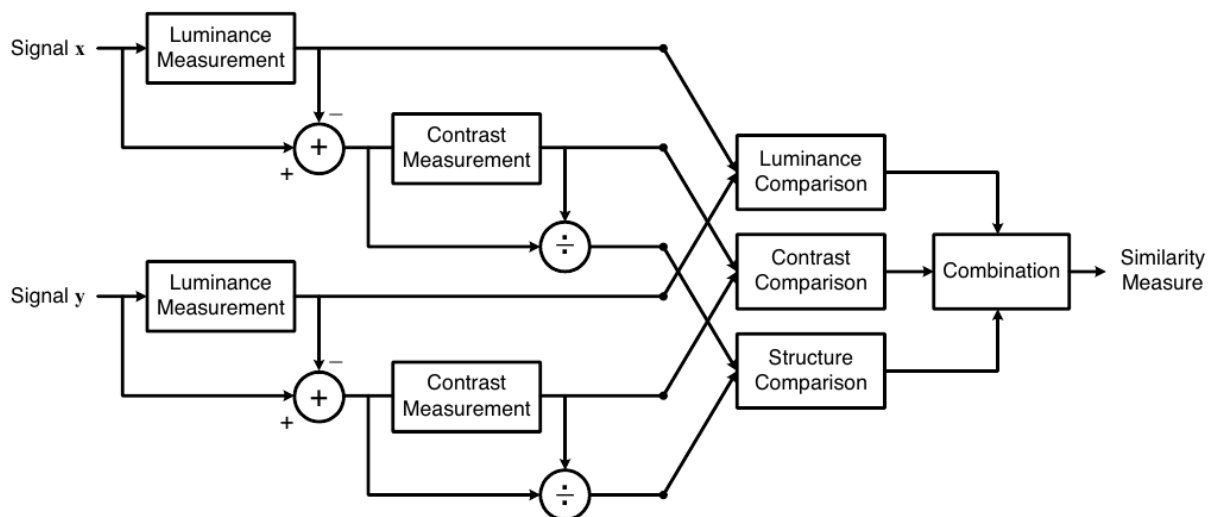 Signal x
Luminance
Measurement
−
+
+
Contrast
Measurement
÷
Signal y
Luminance
Measurement
−
+
+
Contrast
Measurement
÷
Luminance
Comparison
Contrast
Comparison
Structure
Comparison
Combination
Similarity
Measure